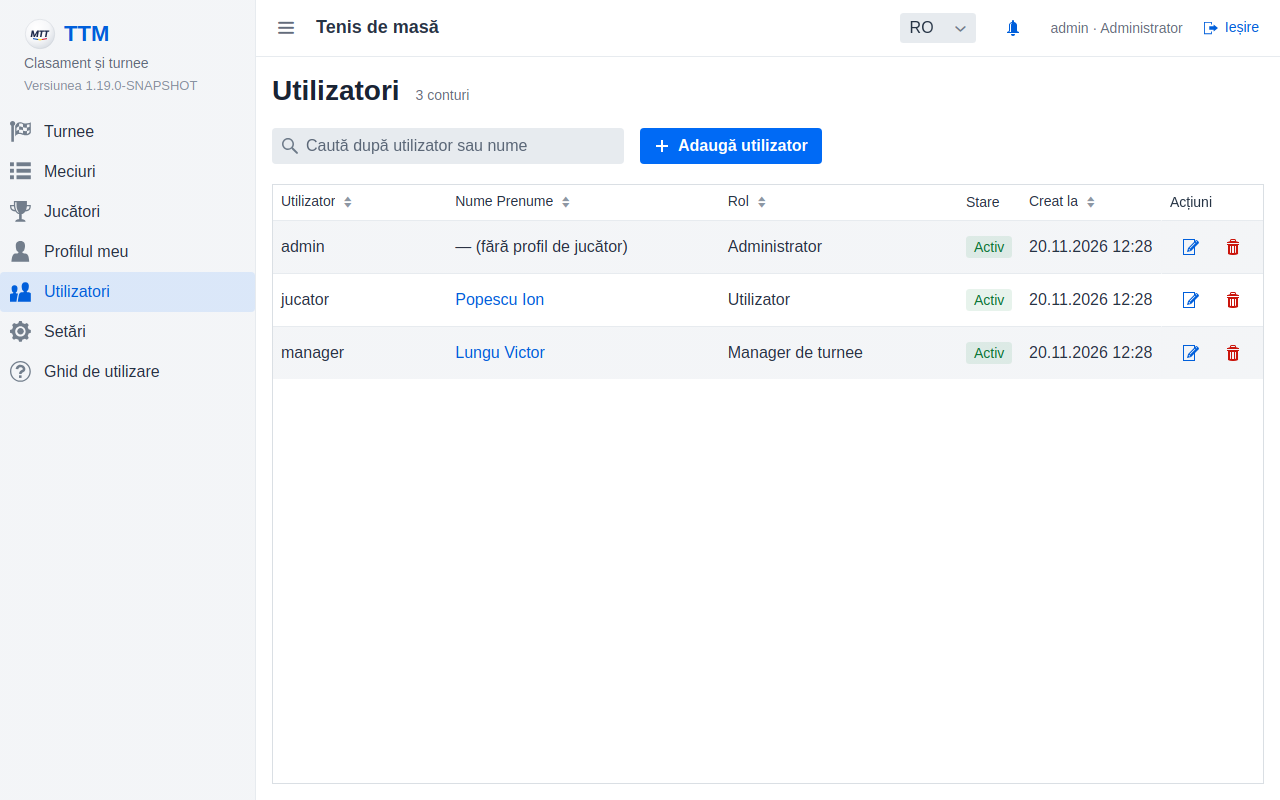 MTT TTM
Clasament și turnee
Versiunea 1.19.0-SNAPSHOT
Turnee
Meciuri
Jucători
Profilul meu
Utilizatori
Setări
Ghid de utilizare
Tenis de masă
RO
admin · Administrator
Ieșire
Utilizatori
3 conturi
Caută după utilizator sau nume
Adaugă utilizator
Utilizator Nume Prenume Rol Stare Creat la Acțiuni
admin — (fără profil de jucător) Administrator Activ 20.11.2026 12:28
jucator Popescu Ion Utilizator Activ 20.11.2026 12:28
manager Lungu Victor Manager de turnee Activ 20.11.2026 12:28